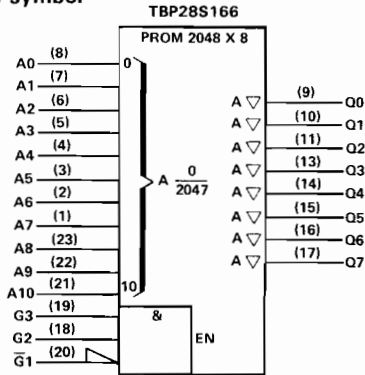 symbol
TBP28S166
PROM 2048 X 8
A0 (8) 0
A1 (7)
A2 (6)
A3 (5)
A4 (4)
A5 (3)
A6 (2)
A7 (1)
A8 (23)
A9 (22)
A10 (21) 10
A 0/2047
A ▽ (9) Q0
A ▽ (10) Q1
A ▽ (11) Q2
A ▽ (13) Q3
A ▽ (14) Q4
A ▽ (15) Q5
A ▽ (16) Q6
A ▽ (17) Q7
G3 (19) &
G2 (18) EN
G̅1 (20)